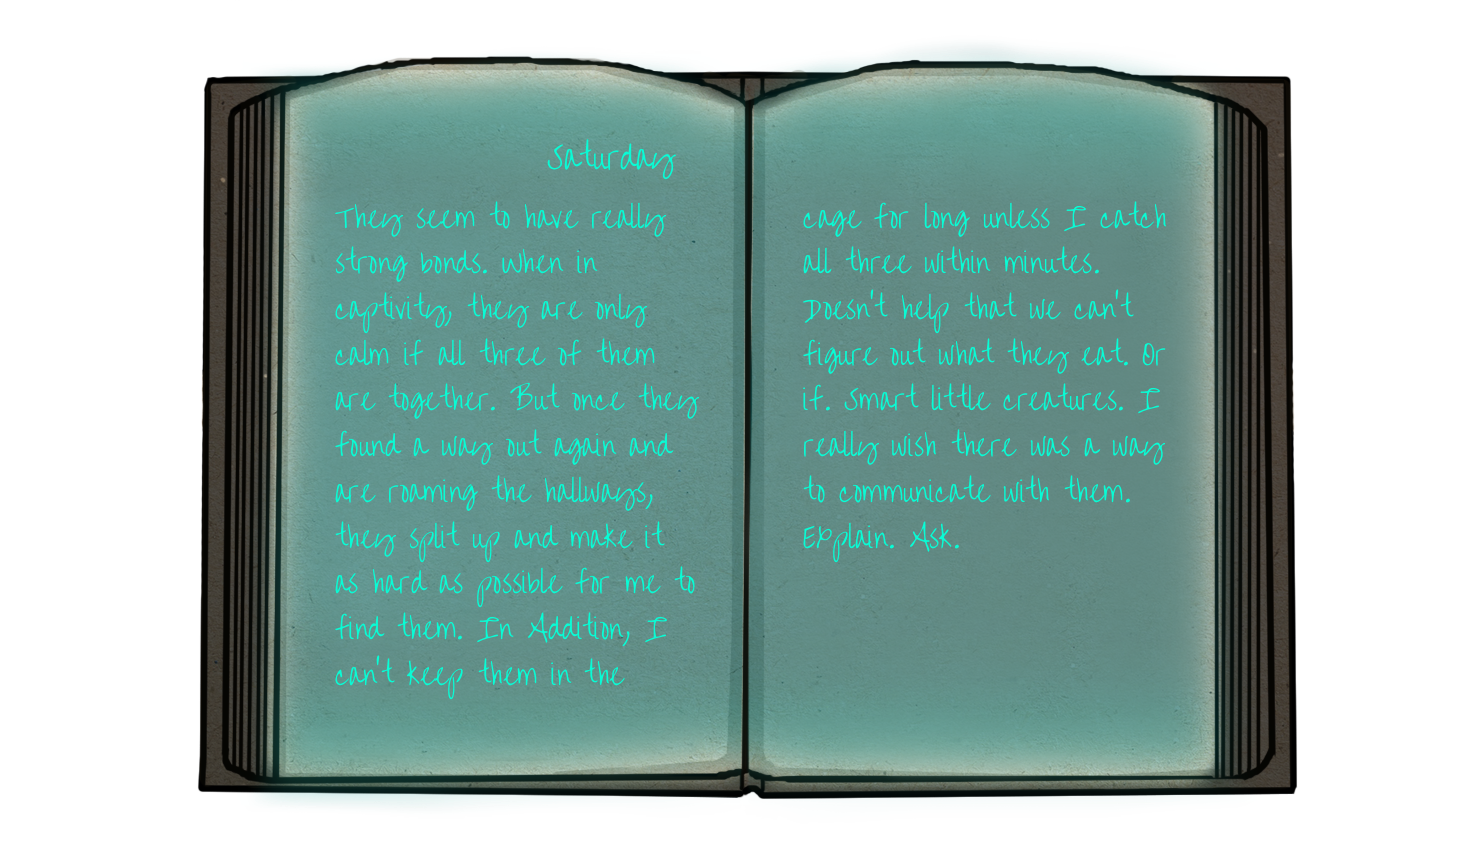 Saturday
They seem to have really
strong bonds. When in
captivity, they are only
calm if all three of them
are together. But once they
found a way out again and
are roaming the hallways,
they split up and make it
as hard as possible for me to
find them. In Addition, I
can't keep them in the
cage for long unless I catch
all three within minutes.
Doesn't help that we can't
figure out what they eat. Or
if. Smart little creatures. I
really wish there was a way
to communicate with them.
Explain. Ask.